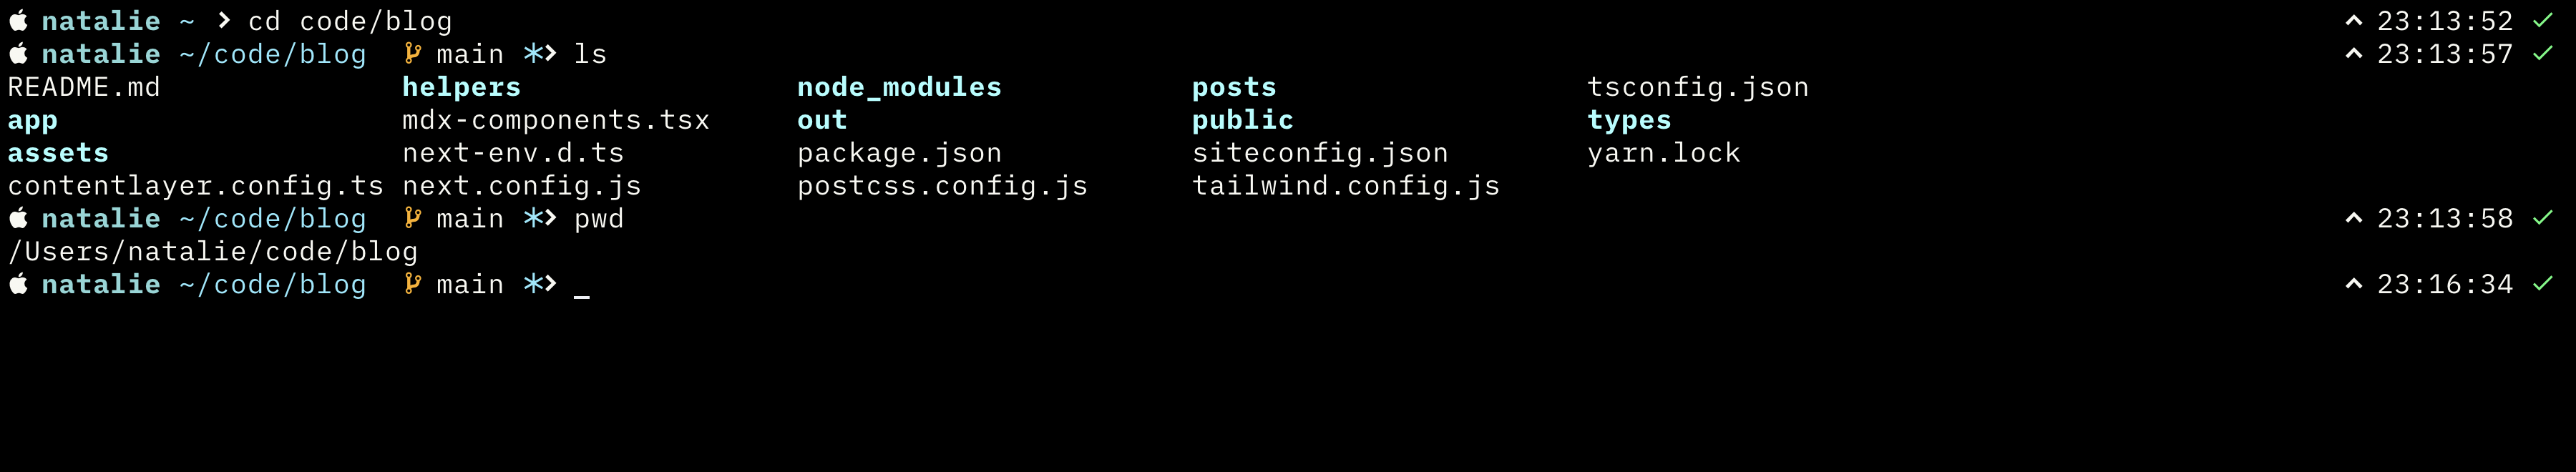 natalie ~ > cd code/blog ^ 23:13:52 ✓
natalie ~/code/blog main *> ls ^ 23:13:57 ✓
README.md helpers node_modules posts tsconfig.json
app mdx-components.tsx out public types
assets next-env.d.ts package.json siteconfig.json yarn.lock
contentlayer.config.ts next.config.js postcss.config.js tailwind.config.js
natalie ~/code/blog main *> pwd ^ 23:13:58 ✓
/Users/natalie/code/blog
natalie ~/code/blog main *> _ ^ 23:16:34 ✓